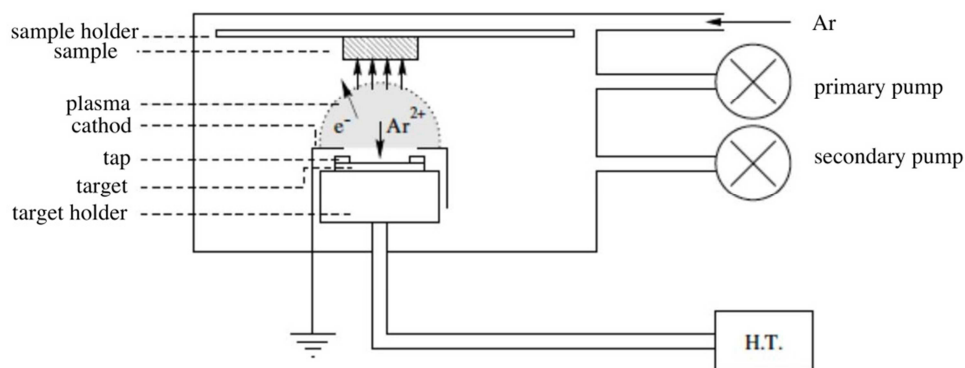 sample holder
sample
plasma
cathod
tap
target
target holder
e-
Ar2+
Ar
primary pump
secondary pump
H.T.